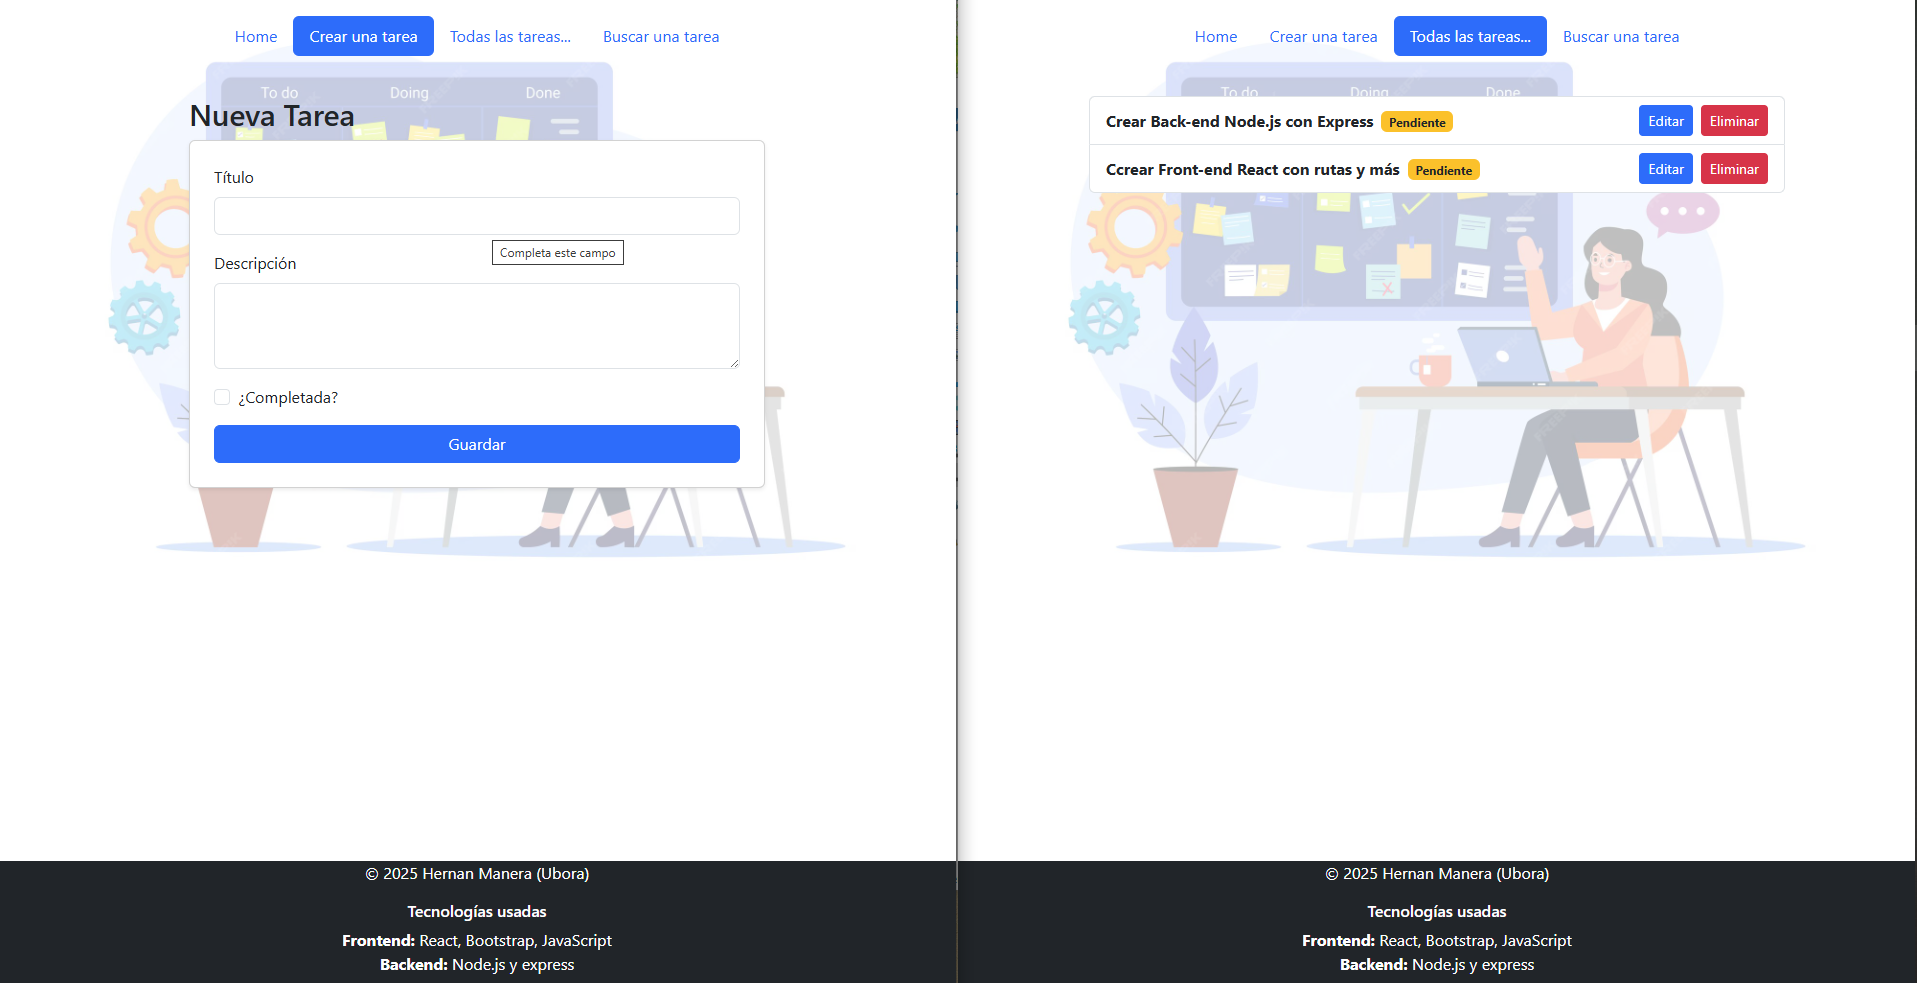 Home Crear una tarea Todas las tareas... Buscar una tarea
To do Doing Done
Nueva Tarea
Título
Completa este campo
Descripción
¿Completada?
Guardar
© 2025 Hernan Manera (Ubora)
Tecnologías usadas
Frontend: React, Bootstrap, JavaScript
Backend: Node.js y express
Home Crear una tarea Todas las tareas... Buscar una tarea
To do Doing Done
Crear Back-end Node.js con Express Pendiente Editar Eliminar
Ccrear Front-end React con rutas y más Pendiente Editar Eliminar
© 2025 Hernan Manera (Ubora)
Tecnologías usadas
Frontend: React, Bootstrap, JavaScript
Backend: Node.js y express